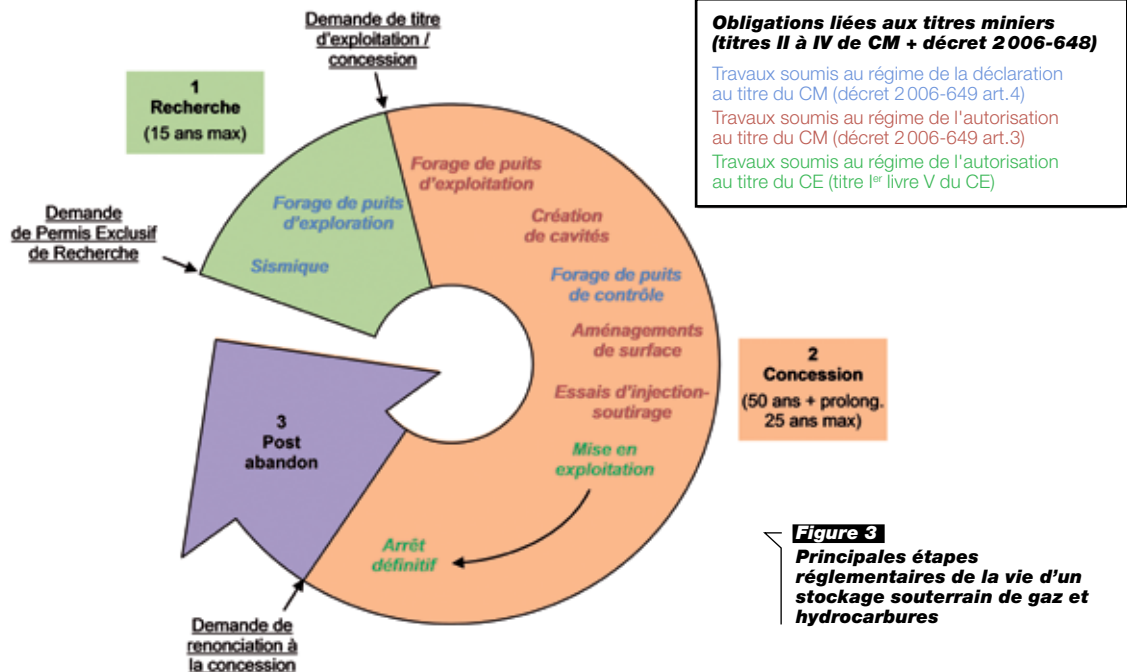 Demande de titre
d'exploitation /
concession
Obligations liées aux titres miniers
(titres II à IV de CM + décret 2006-648)
Travaux soumis au régime de la déclaration
au titre du CM (décret 2006-649 art.4)
Travaux soumis au régime de l'autorisation
au titre du CM (décret 2006-649 art.3)
Travaux soumis au régime de l'autorisation
au titre du CE (titre Ier livre V du CE)
1
Recherche
(15 ans max)
Demande
de Permis Exclusif
de Recherche
Forage de puits
d'exploration
Sismique
Forage de puits
d'exploitation
Création
de cavités
Forage de puits
de contrôle
Aménagements
de surface
Essais d'injection-
soutirage
Mise en
exploitation
Arrêt
définitif
2
Concession
(50 ans + prolong.
25 ans max)
3
Post
abandon
Demande de
renonciation à
la concession
Figure 3
Principales étapes
réglementaires de la vie d'un
stockage souterrain de gaz et
hydrocarbures